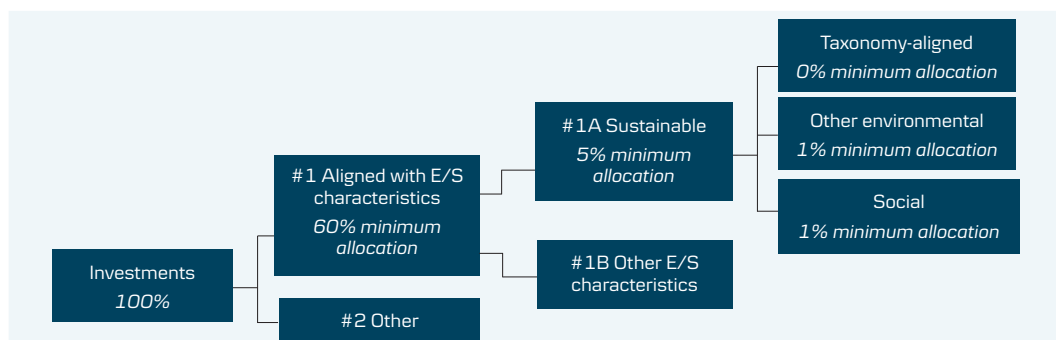 Investments
100%
#1 Aligned with E/S
characteristics
60% minimum
allocation
#2 Other
#1A Sustainable
5% minimum
allocation
#1B Other E/S
characteristics
Taxonomy-aligned
0% minimum allocation
Other environmental
1% minimum allocation
Social
1% minimum allocation